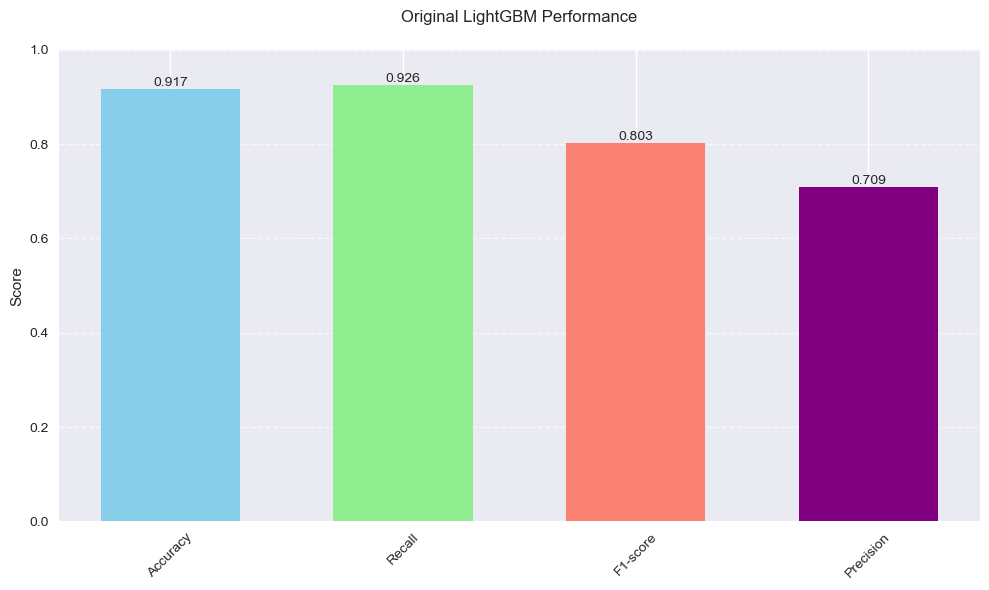 Original LightGBM Performance
Score
1.0
0.8
0.6
0.4
0.2
0.0
0.917
0.926
0.803
0.709
Accuracy
Recall
F1-score
Precision